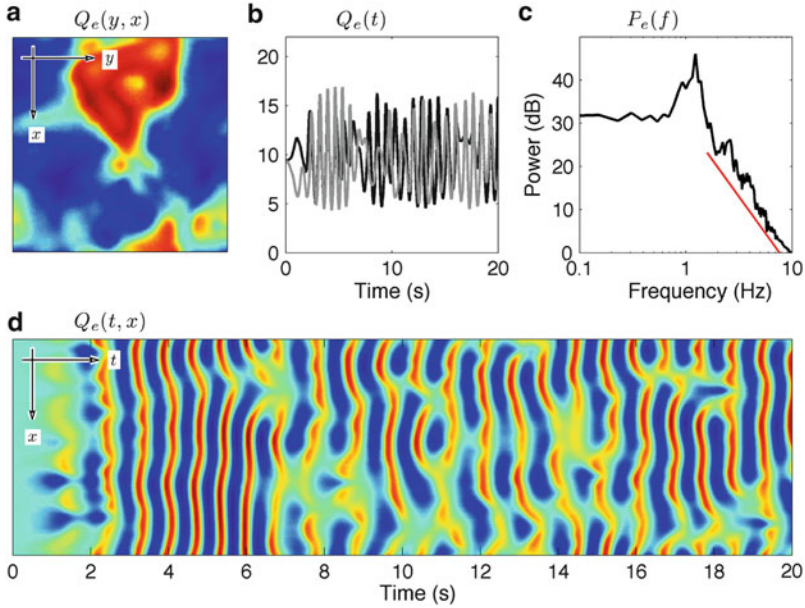 a
Q_e(y, x)
y
x
b
Q_e(t)
20
15
10
5
0
0
10
20
Time (s)
c
P_e(f)
Power (dB)
40
30
20
10
0
0.1
1
10
Frequency (Hz)
d
Q_e(t, x)
t
x
0 2 4 6 8 10 12 14 16 18 20
Time (s)